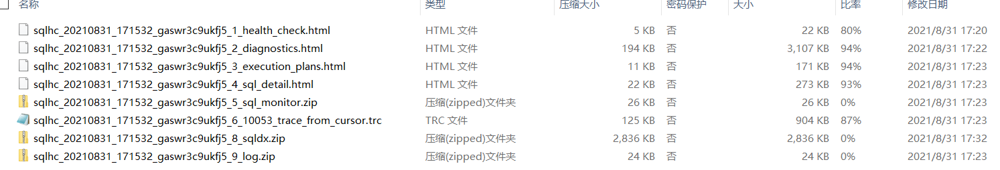 名称 类型 压缩大小 密码保护 大小 比率 修改日期
sqlhc_20210831_171532_gaswr3c9ukfj5_1_health_check.html HTML 文件 5 KB 否 22 KB 80% 2021/8/31 17:20
sqlhc_20210831_171532_gaswr3c9ukfj5_2_diagnostics.html HTML 文件 194 KB 否 3,107 KB 94% 2021/8/31 17:22
sqlhc_20210831_171532_gaswr3c9ukfj5_3_execution_plans.html HTML 文件 11 KB 否 171 KB 94% 2021/8/31 17:23
sqlhc_20210831_171532_gaswr3c9ukfj5_4_sql_detail.html HTML 文件 22 KB 否 273 KB 93% 2021/8/31 17:23
sqlhc_20210831_171532_gaswr3c9ukfj5_5_sql_monitor.zip 压缩(zipped)文件夹 26 KB 否 26 KB 0% 2021/8/31 17:23
sqlhc_20210831_171532_gaswr3c9ukfj5_6_10053_trace_from_cursor.trc TRC 文件 125 KB 否 904 KB 87% 2021/8/31 17:23
sqlhc_20210831_171532_gaswr3c9ukfj5_8_sqldx.zip 压缩(zipped)文件夹 2,836 KB 否 2,836 KB 0% 2021/8/31 17:32
sqlhc_20210831_171532_gaswr3c9ukfj5_9_log.zip 压缩(zipped)文件夹 24 KB 否 24 KB 0% 2021/8/31 17:23